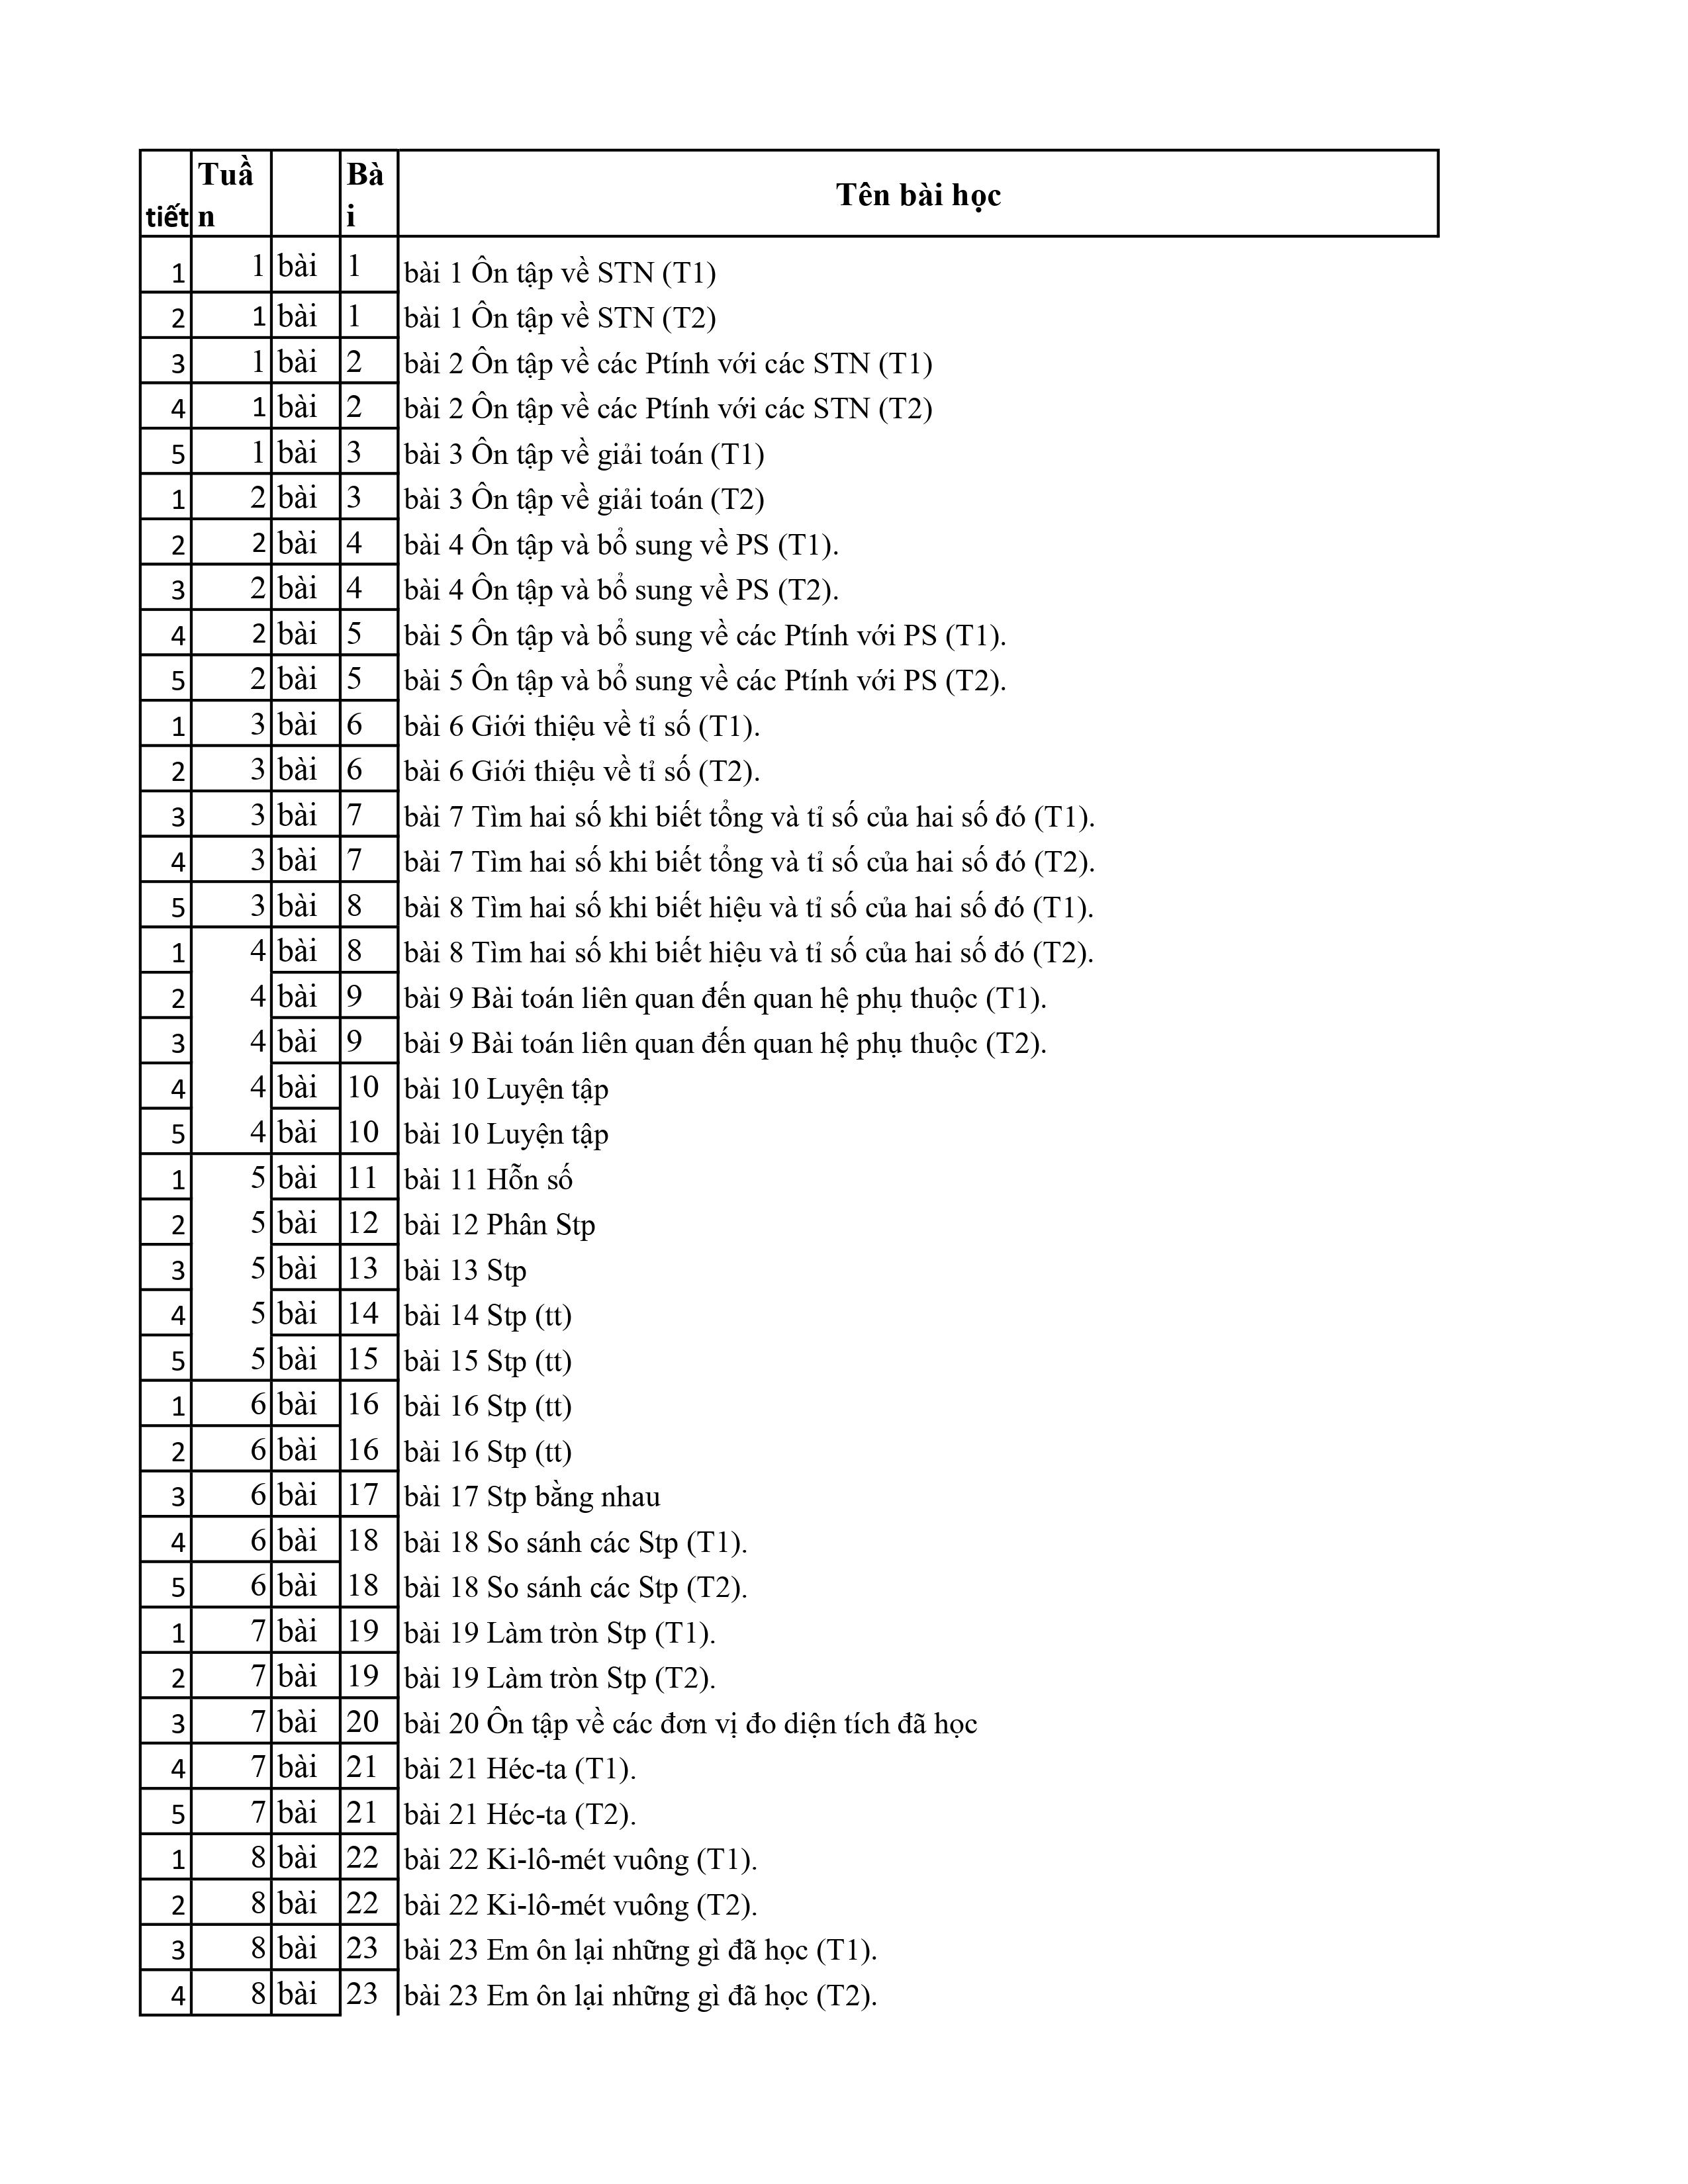 tiết Tuần Bài Tên bài học
1 1 bài 1 bài 1 Ôn tập về STN (T1)
2 1 bài 1 bài 1 Ôn tập về STN (T2)
3 1 bài 2 bài 2 Ôn tập về các Ptính với các STN (T1)
4 1 bài 2 bài 2 Ôn tập về các Ptính với các STN (T2)
5 1 bài 3 bài 3 Ôn tập về giải toán (T1)
1 2 bài 3 bài 3 Ôn tập về giải toán (T2)
2 2 bài 4 bài 4 Ôn tập và bổ sung về PS (T1).
3 2 bài 4 bài 4 Ôn tập và bổ sung về PS (T2).
4 2 bài 5 bài 5 Ôn tập và bổ sung về các Ptính với PS (T1).
5 2 bài 5 bài 5 Ôn tập và bổ sung về các Ptính với PS (T2).
1 3 bài 6 bài 6 Giới thiệu về tỉ số (T1).
2 3 bài 6 bài 6 Giới thiệu về tỉ số (T2).
3 3 bài 7 bài 7 Tìm hai số khi biết tổng và tỉ số của hai số đó (T1).
4 3 bài 7 bài 7 Tìm hai số khi biết tổng và tỉ số của hai số đó (T2).
5 3 bài 8 bài 8 Tìm hai số khi biết hiệu và tỉ số của hai số đó (T1).
1 4 bài 8 bài 8 Tìm hai số khi biết hiệu và tỉ số của hai số đó (T2).
2 4 bài 9 bài 9 Bài toán liên quan đến quan hệ phụ thuộc (T1).
3 4 bài 9 bài 9 Bài toán liên quan đến quan hệ phụ thuộc (T2).
4 4 bài 10 bài 10 Luyện tập
5 4 bài 10 bài 10 Luyện tập
1 5 bài 11 bài 11 Hỗn số
2 5 bài 12 bài 12 Phân Stp
3 5 bài 13 bài 13 Stp
4 5 bài 14 bài 14 Stp (tt)
5 5 bài 15 bài 15 Stp (tt)
1 6 bài 16 bài 16 Stp (tt)
2 6 bài 16 bài 16 Stp (tt)
3 6 bài 17 bài 17 Stp bằng nhau
4 6 bài 18 bài 18 So sánh các Stp (T1).
5 6 bài 18 bài 18 So sánh các Stp (T2).
1 7 bài 19 bài 19 Làm tròn Stp (T1).
2 7 bài 19 bài 19 Làm tròn Stp (T2).
3 7 bài 20 bài 20 Ôn tập về các đơn vị đo diện tích đã học
4 7 bài 21 bài 21 Héc-ta (T1).
5 7 bài 21 bài 21 Héc-ta (T2).
1 8 bài 22 bài 22 Ki-lô-mét vuông (T1).
2 8 bài 22 bài 22 Ki-lô-mét vuông (T2).
3 8 bài 23 bài 23 Em ôn lại những gì đã học (T1).
4 8 bài 23 bài 23 Em ôn lại những gì đã học (T2).